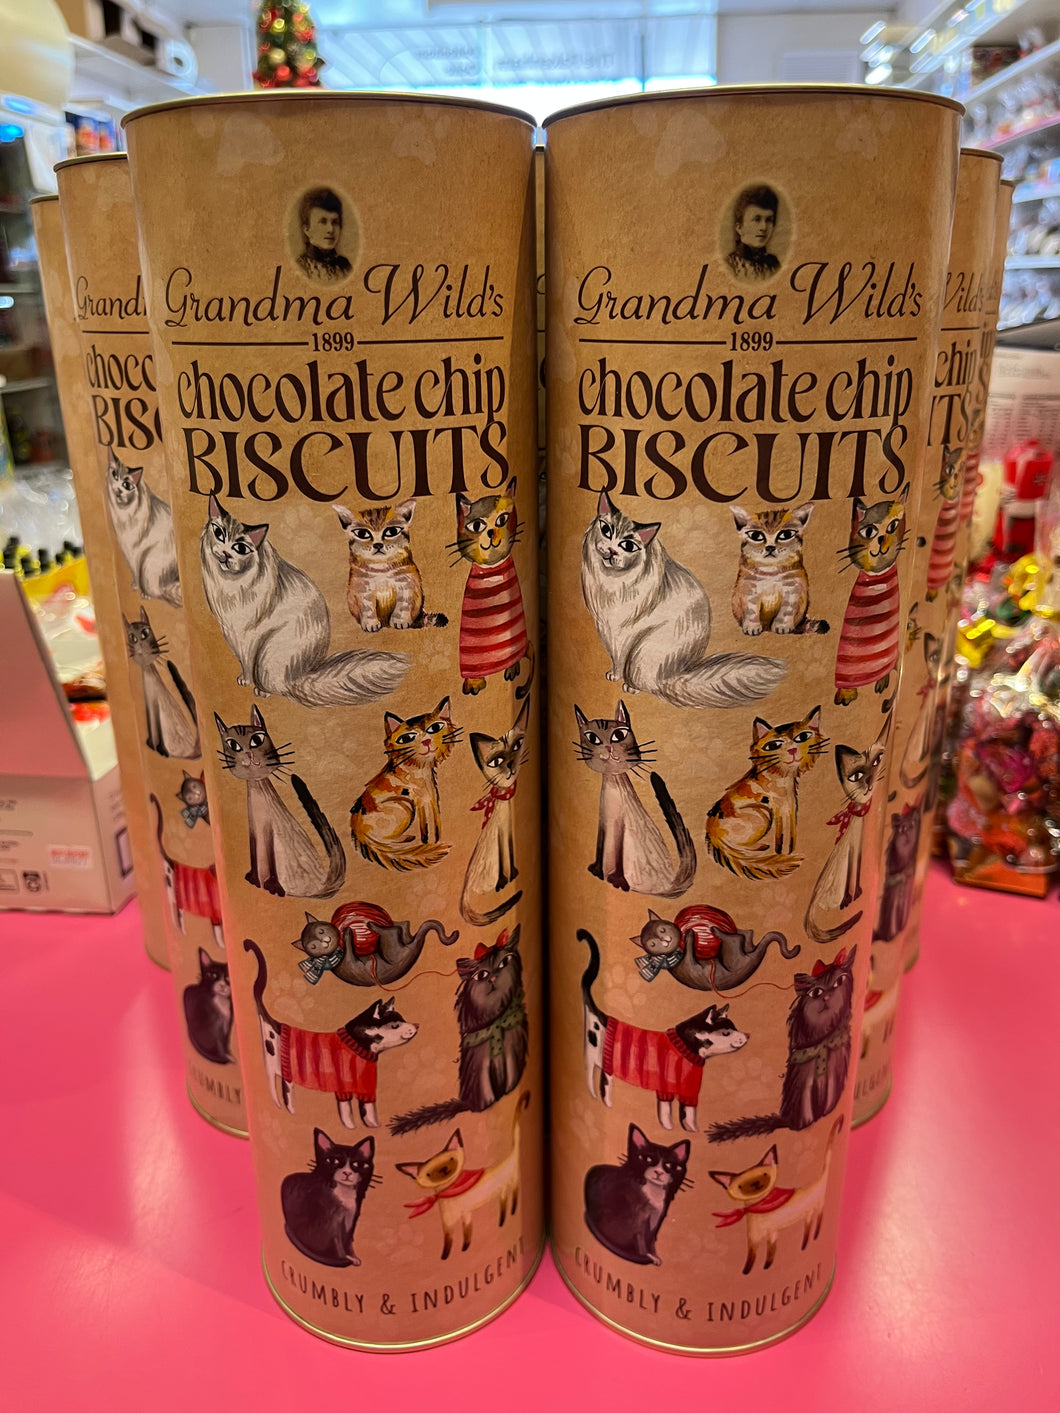 Grandma Wild's
1899
chocolate chip
BISCUITS
CRUMBLY & INDULGENT
Grandma Wild's
1899
chocolate chip
BISCUITS
CRUMBLY & INDULGENT